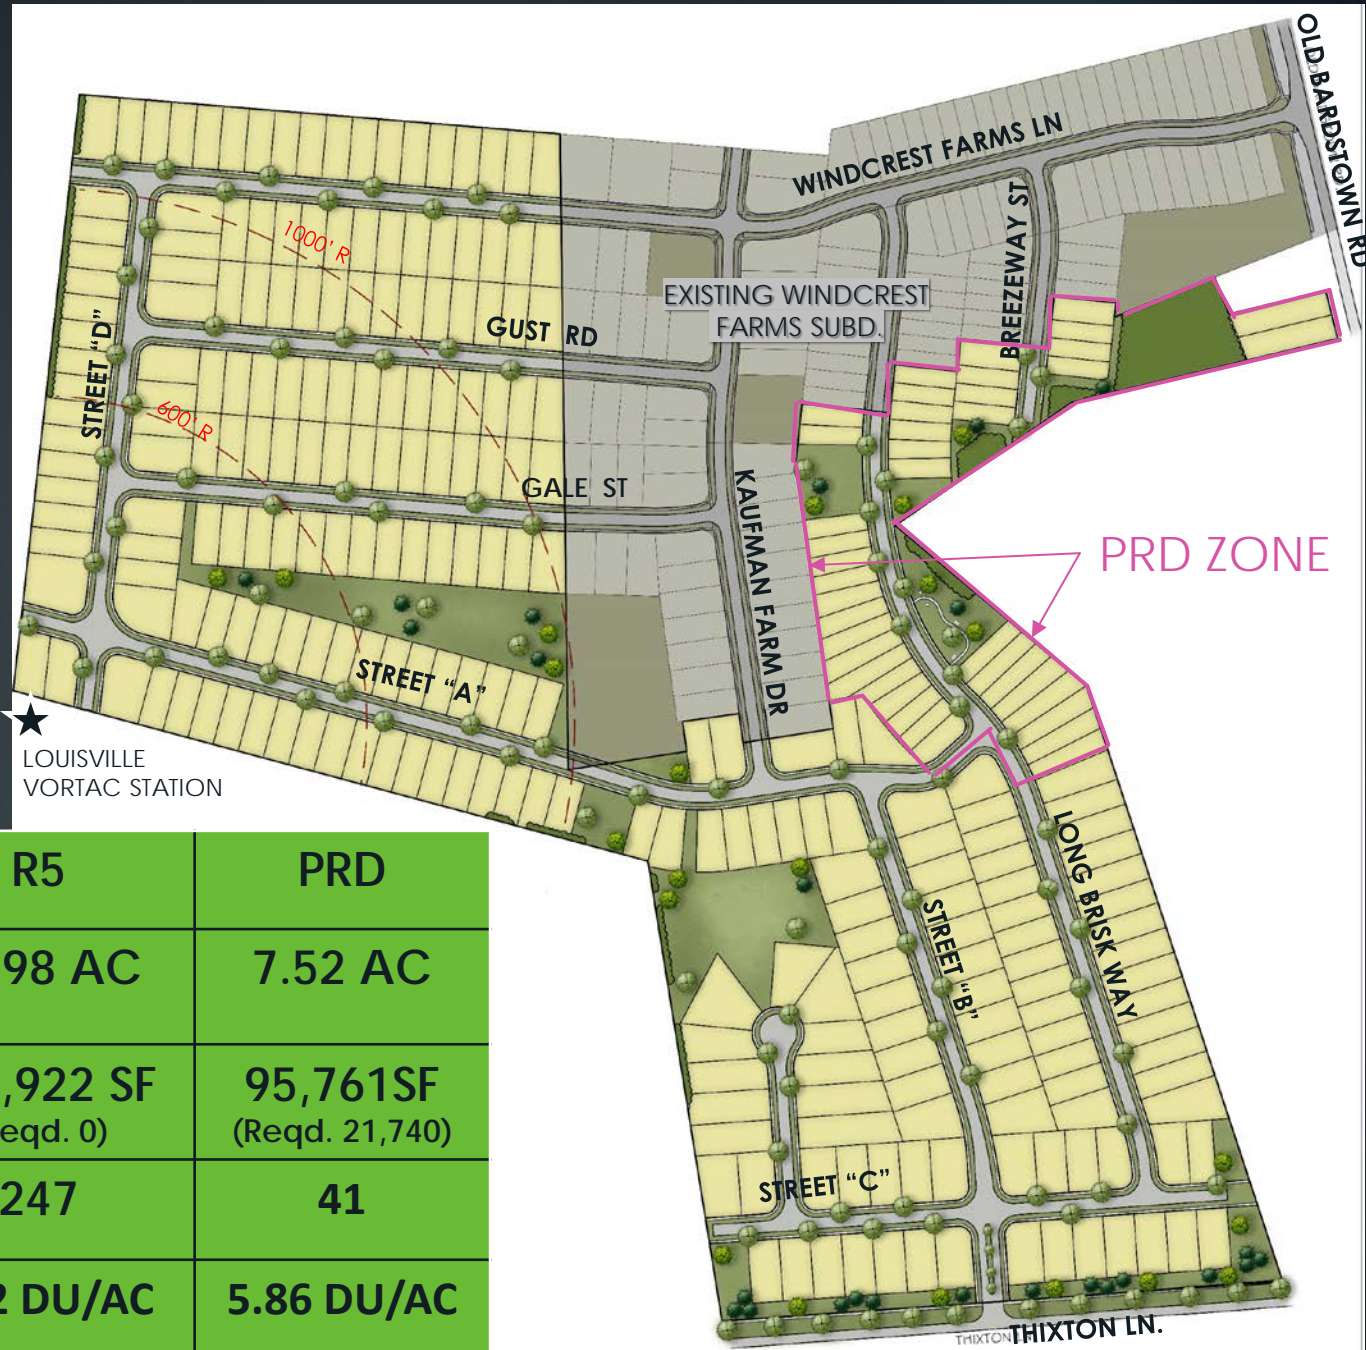 OLD BARDSTOWN RD
WINDCREST FARMS LN
BREEZEWAY ST
1000' R
EXISTING WINDCREST
FARMS SUBD.
GUST RD
STREET "D"
600' R
GALE ST
KAUFMAN FARM DR
PRD ZONE
STREET "A"
LOUISVILLE
VORTAC STATION
LONG BRISK WAY
STREET "B"
STREET "C"
THIXTON
THIXTON LN.
R5 PRD
98 AC 7.52 AC
,922 SF 95,761SF
eqd. 0) (Reqd. 21,740)
247 41
2 DU/AC 5.86 DU/AC